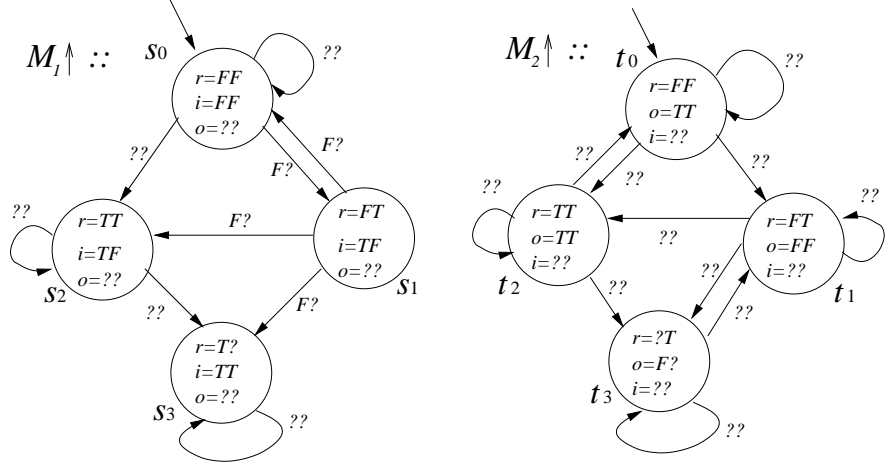 M1↑ ::
s0
r=FF
i=FF
o=??
??
??
F?
F?
r=TT
i=TF
o=??
s2
??
F?
r=FT
i=TF
o=??
s1
??
F?
r=T?
i=TT
o=??
s3
??
M2↑ ::
t0
r=FF
o=TT
i=??
??
??
??
??
r=TT
o=TT
i=??
t2
??
??
r=FT
o=FF
i=??
t1
??
??
??
??
r=?T
o=F?
i=??
t3
??